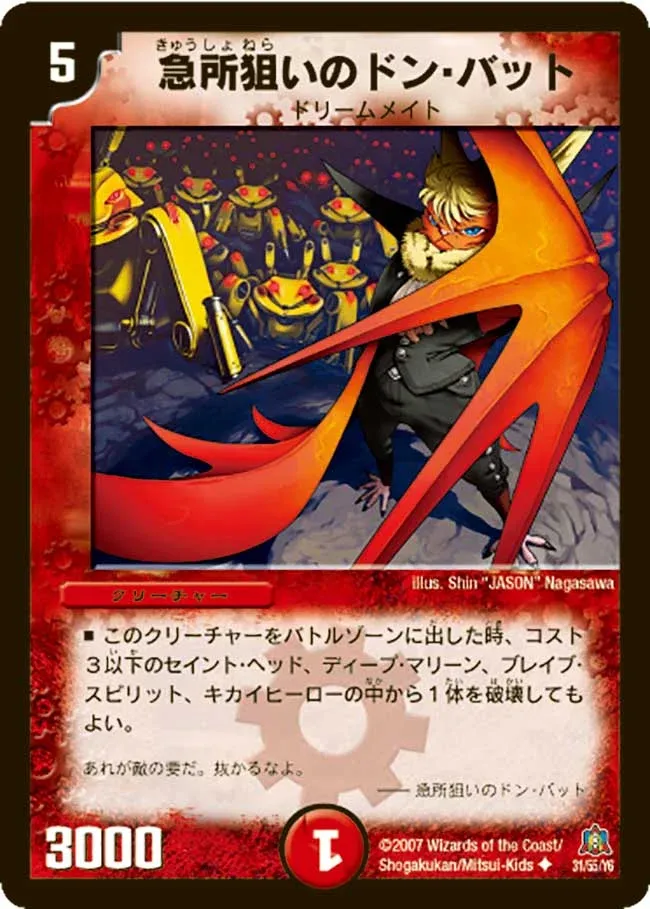 5
きゅうしょ ねら
急所狙いのドン・バット
ドリームメイト
illus. Shin "JASON" Nagasawa
クリーチャー
■ このクリーチャーをバトルゾーンに出した時、コスト
３以下のセイント・ヘッド、ディープ・マリーン、ブレイブ・
スピリット、キカイヒーローの中から１体を破壊しても
よい。
あれが敵の要だ。抜かるなよ。
―― 急所狙いのドン・バット
3000
1
©2007 Wizards of the Coast/
Shogakukan/Mitsui-Kids ◆
31/55/Y6